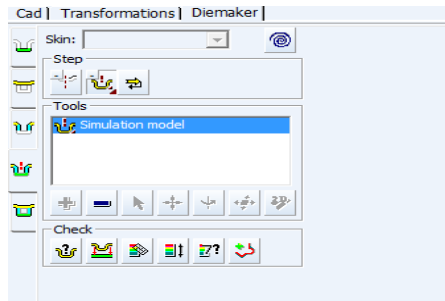 Cad Transformations Diemaker
Skin:
Step
Tools
Simulation model
Check